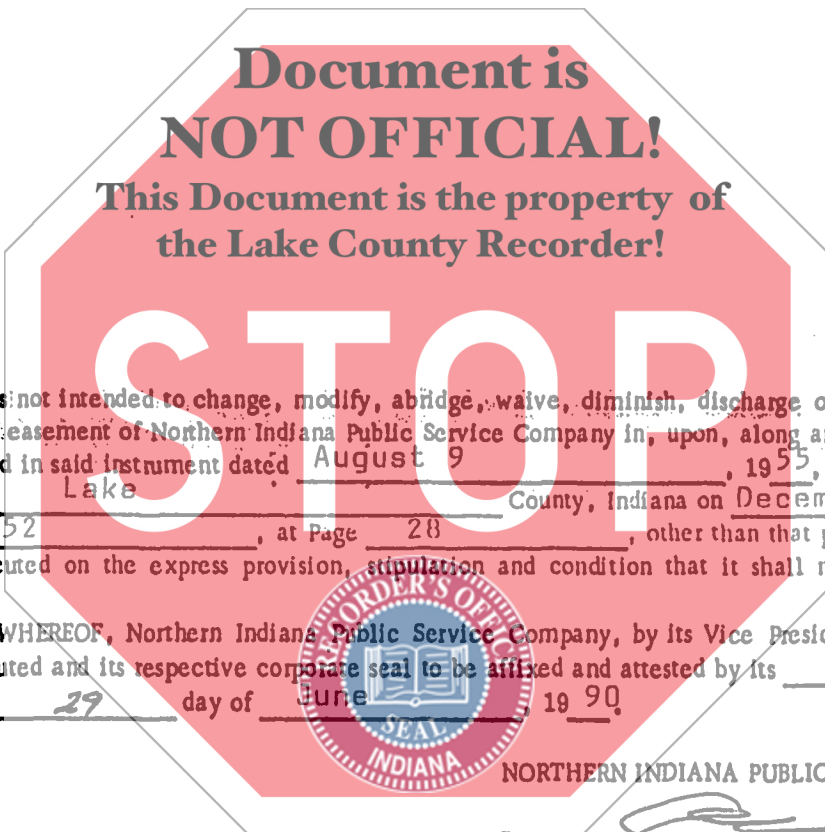 Document is
NOT OFFICIAL!
This Document is the property of
the Lake County Recorder!
STOP
not intended to change, modify, abridge, waive, diminish, discharge
easement of Northern Indiana Public Service Company in, upon, along
in said instrument dated August 9, 1955,
Lake County, Indiana on Decem
52, at Page 28, other than that
uted on the express provision, stipulation and condition that it shall
WHEREOF, Northern Indiana Public Service Company, by its Vice Presid
uted and its respective corporate seal to be affixed and attested by its
29 day of June, 1990.
SEAL
INDIANA
NORTHERN INDIANA PUBLIC